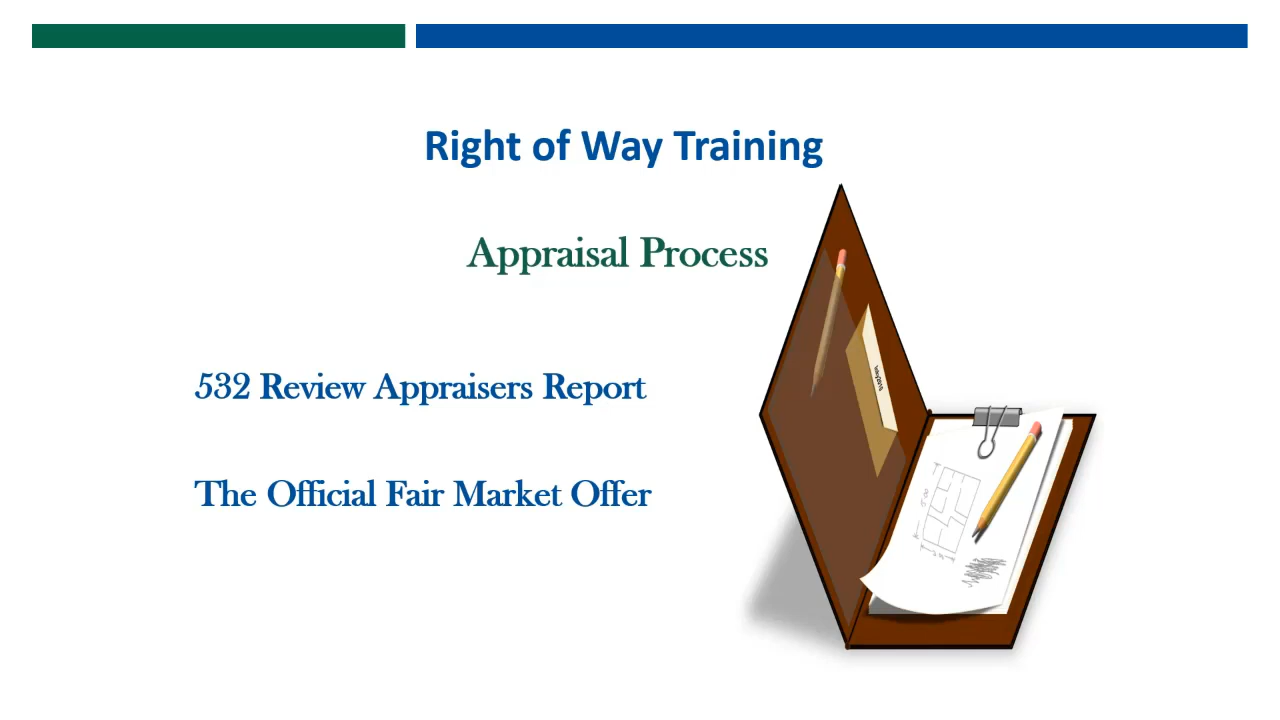 Right of Way Training
Appraisal Process
532 Review Appraisers Report
The Official Fair Market Offer